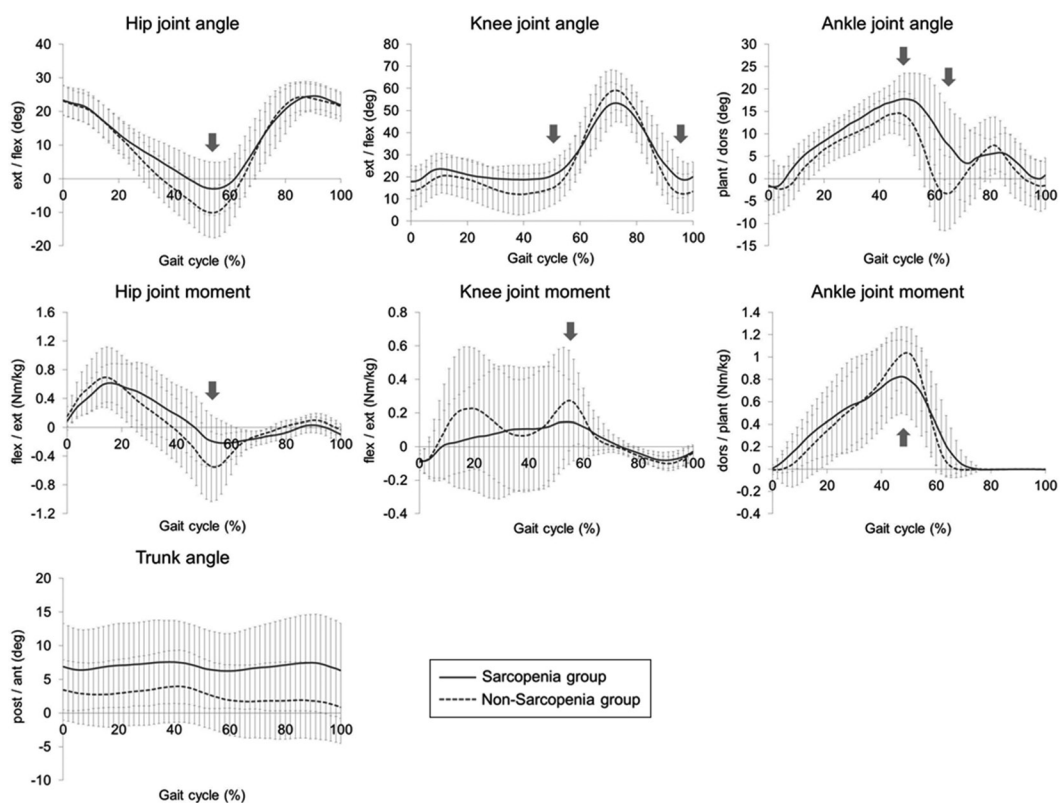 Hip joint angle
40
30
20
10
0
-10
-20
0 20 40 60 80 100
ext / flex (deg)
Gait cycle (%)
Knee joint angle
80
70
60
50
40
30
20
10
0
0 20 40 60 80 100
ext / flex (deg)
Gait cycle (%)
Ankle joint angle
30
25
20
15
10
5
0
-5
-10
-15
0 20 40 60 80 100
plant / dors (deg)
Gait cycle (%)
Hip joint moment
1.6
1.2
0.8
0.4
0
-0.4
-0.8
-1.2
0 20 40 60 80 100
flex / ext (Nm/kg)
Gait cycle (%)
Knee joint moment
0.8
0.6
0.4
0.2
0
-0.2
-0.4
0 20 40 60 80 100
flex / ext (Nm/kg)
Gait cycle (%)
Ankle joint moment
1.4
1.2
1
0.8
0.6
0.4
0.2
0
-0.2
-0.4
0 20 40 60 80 100
dors / plant (Nm/kg)
Gait cycle (%)
Trunk angle
20
15
10
5
0
-5
-10
0 20 40 60 80 100
post / ant (deg)
Gait cycle (%)
Sarcopenia group
Non-Sarcopenia group